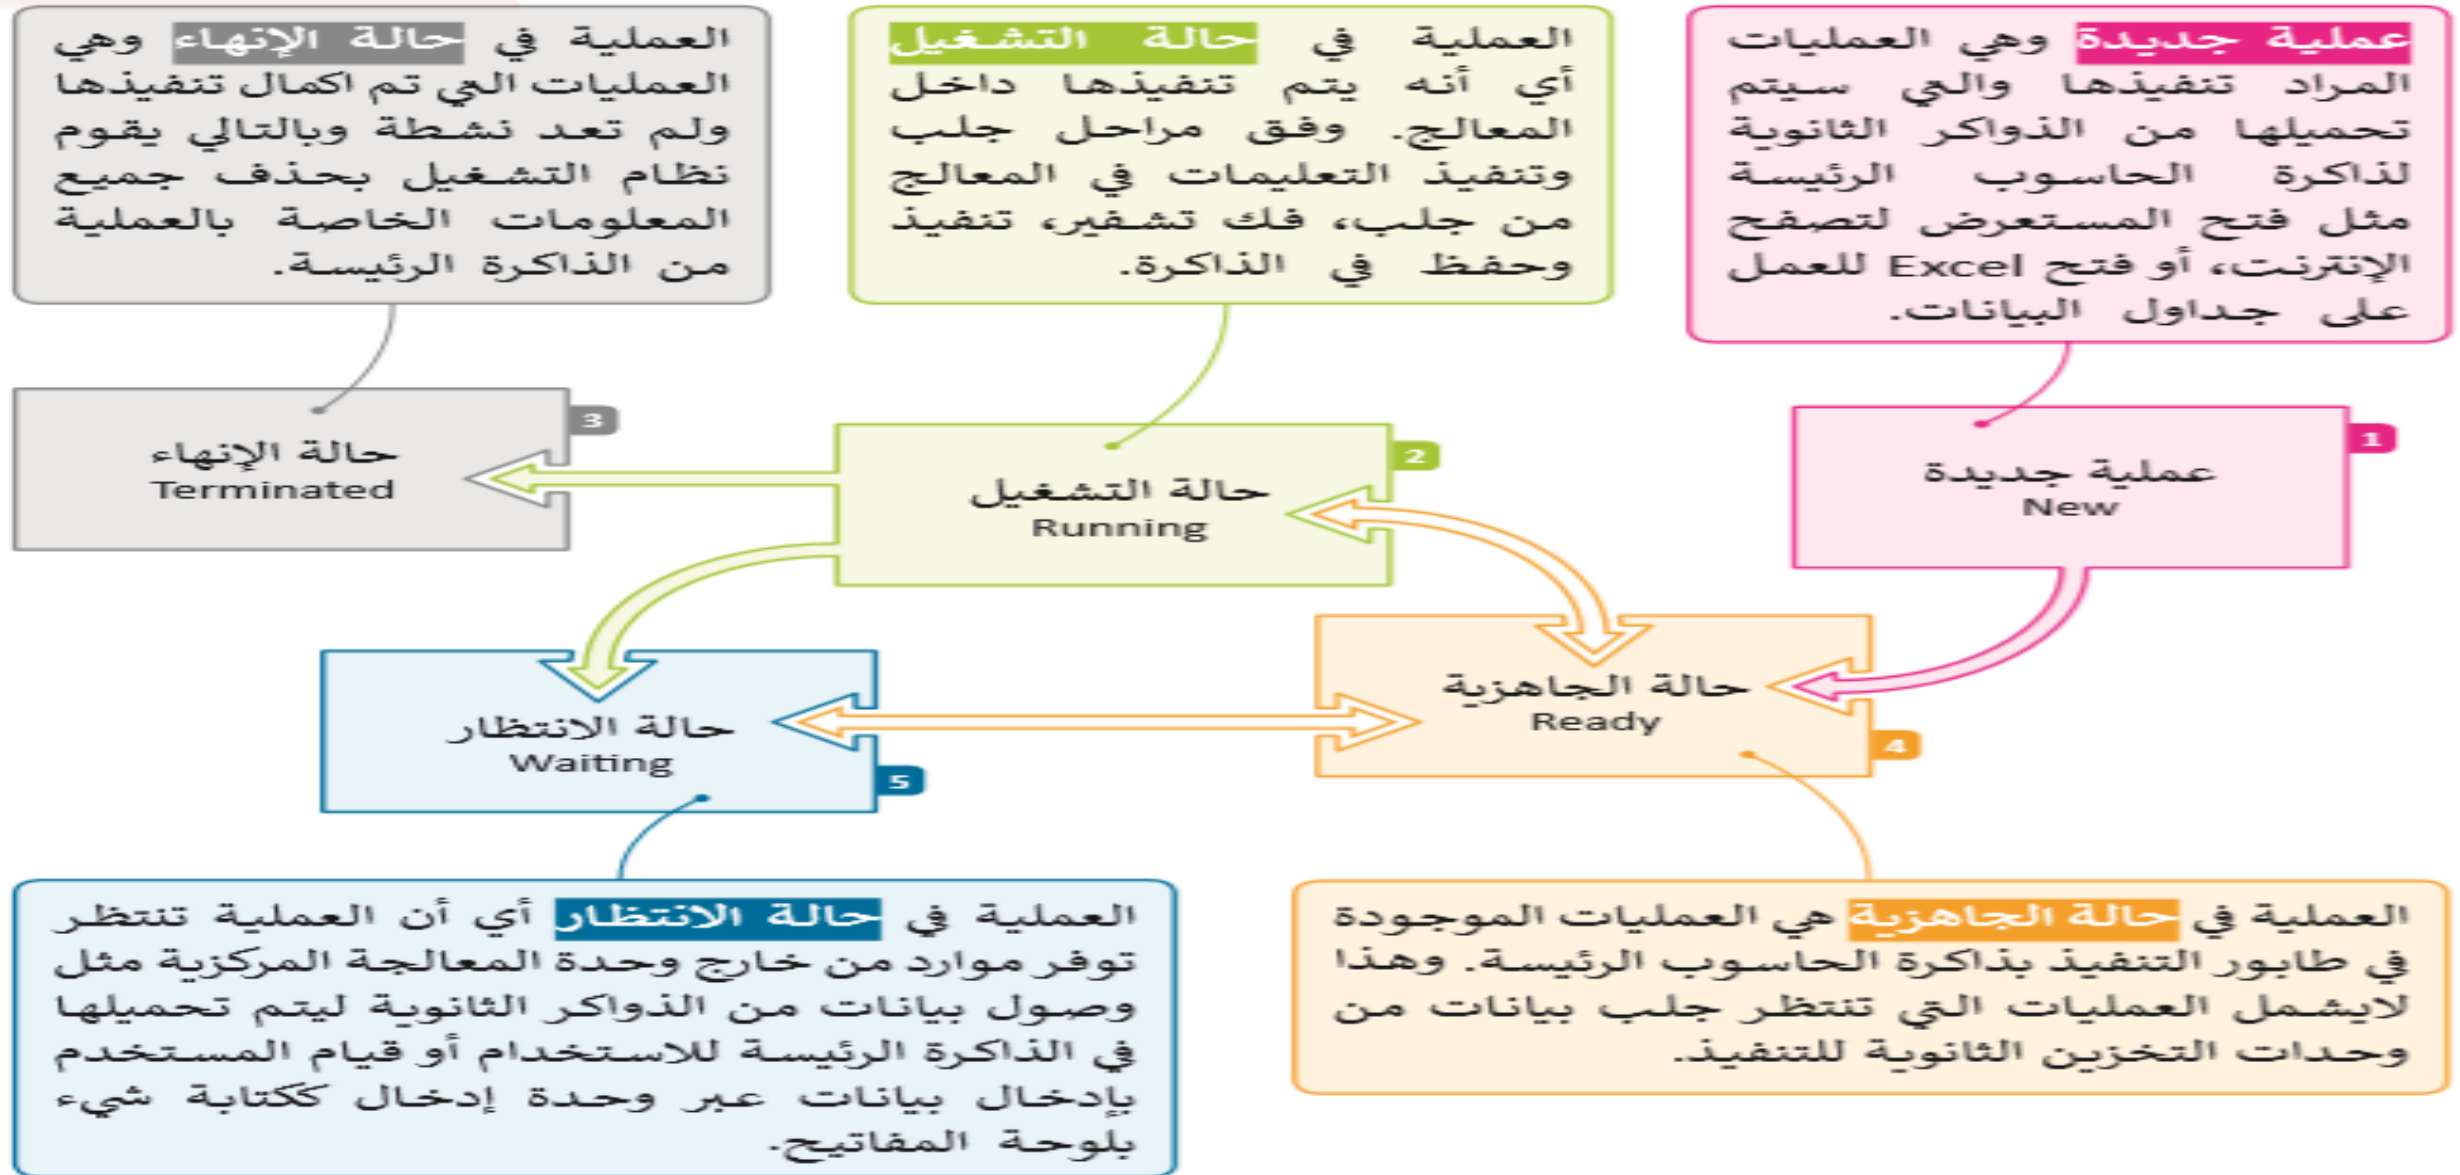 عملية جديدة وهي العمليات
المراد تنفيذها والتي سيتم
تحميلها من الذواكر الثانوية
لذاكرة الحاسوب الرئيسة
مثل فتح المستعرض لتصفح
الإنترنت، أو فتح Excel للعمل
على جداول البيانات.
العملية في حالة التشغيل
أي أنه يتم تنفيذها داخل
المعالج. وفق مراحل جلب
وتنفيذ التعليمات في المعالج
من جلب، فك تشفير، تنفيذ
وحفظ في الذاكرة.
العملية في حالة الإنهاء وهي
العمليات التي تم اكمال تنفيذها
ولم تعد نشطة وبالتالي يقوم
نظام التشغيل بحذف جميع
المعلومات الخاصة بالعملية
من الذاكرة الرئيسة.
1
عملية جديدة
New
2
حالة التشغيل
Running
3
حالة الإنهاء
Terminated
حالة الجاهزية
Ready
4
حالة الانتظار
Waiting
5
العملية في حالة الجاهزية هي العمليات الموجودة
في طابور التنفيذ بذاكرة الحاسوب الرئيسة. وهذا
لايشمل العمليات التي تنتظر جلب بيانات من
وحدات التخزين الثانوية للتنفيذ.
العملية في حالة الانتظار أي أن العملية تنتظر
توفر موارد من خارج وحدة المعالجة المركزية مثل
وصول بيانات من الذواكر الثانوية ليتم تحميلها
في الذاكرة الرئيسة للاستخدام أو قيام المستخدم
بإدخال بيانات عبر وحدة إدخال ككتابة شيء
بلوحة المفاتيح.